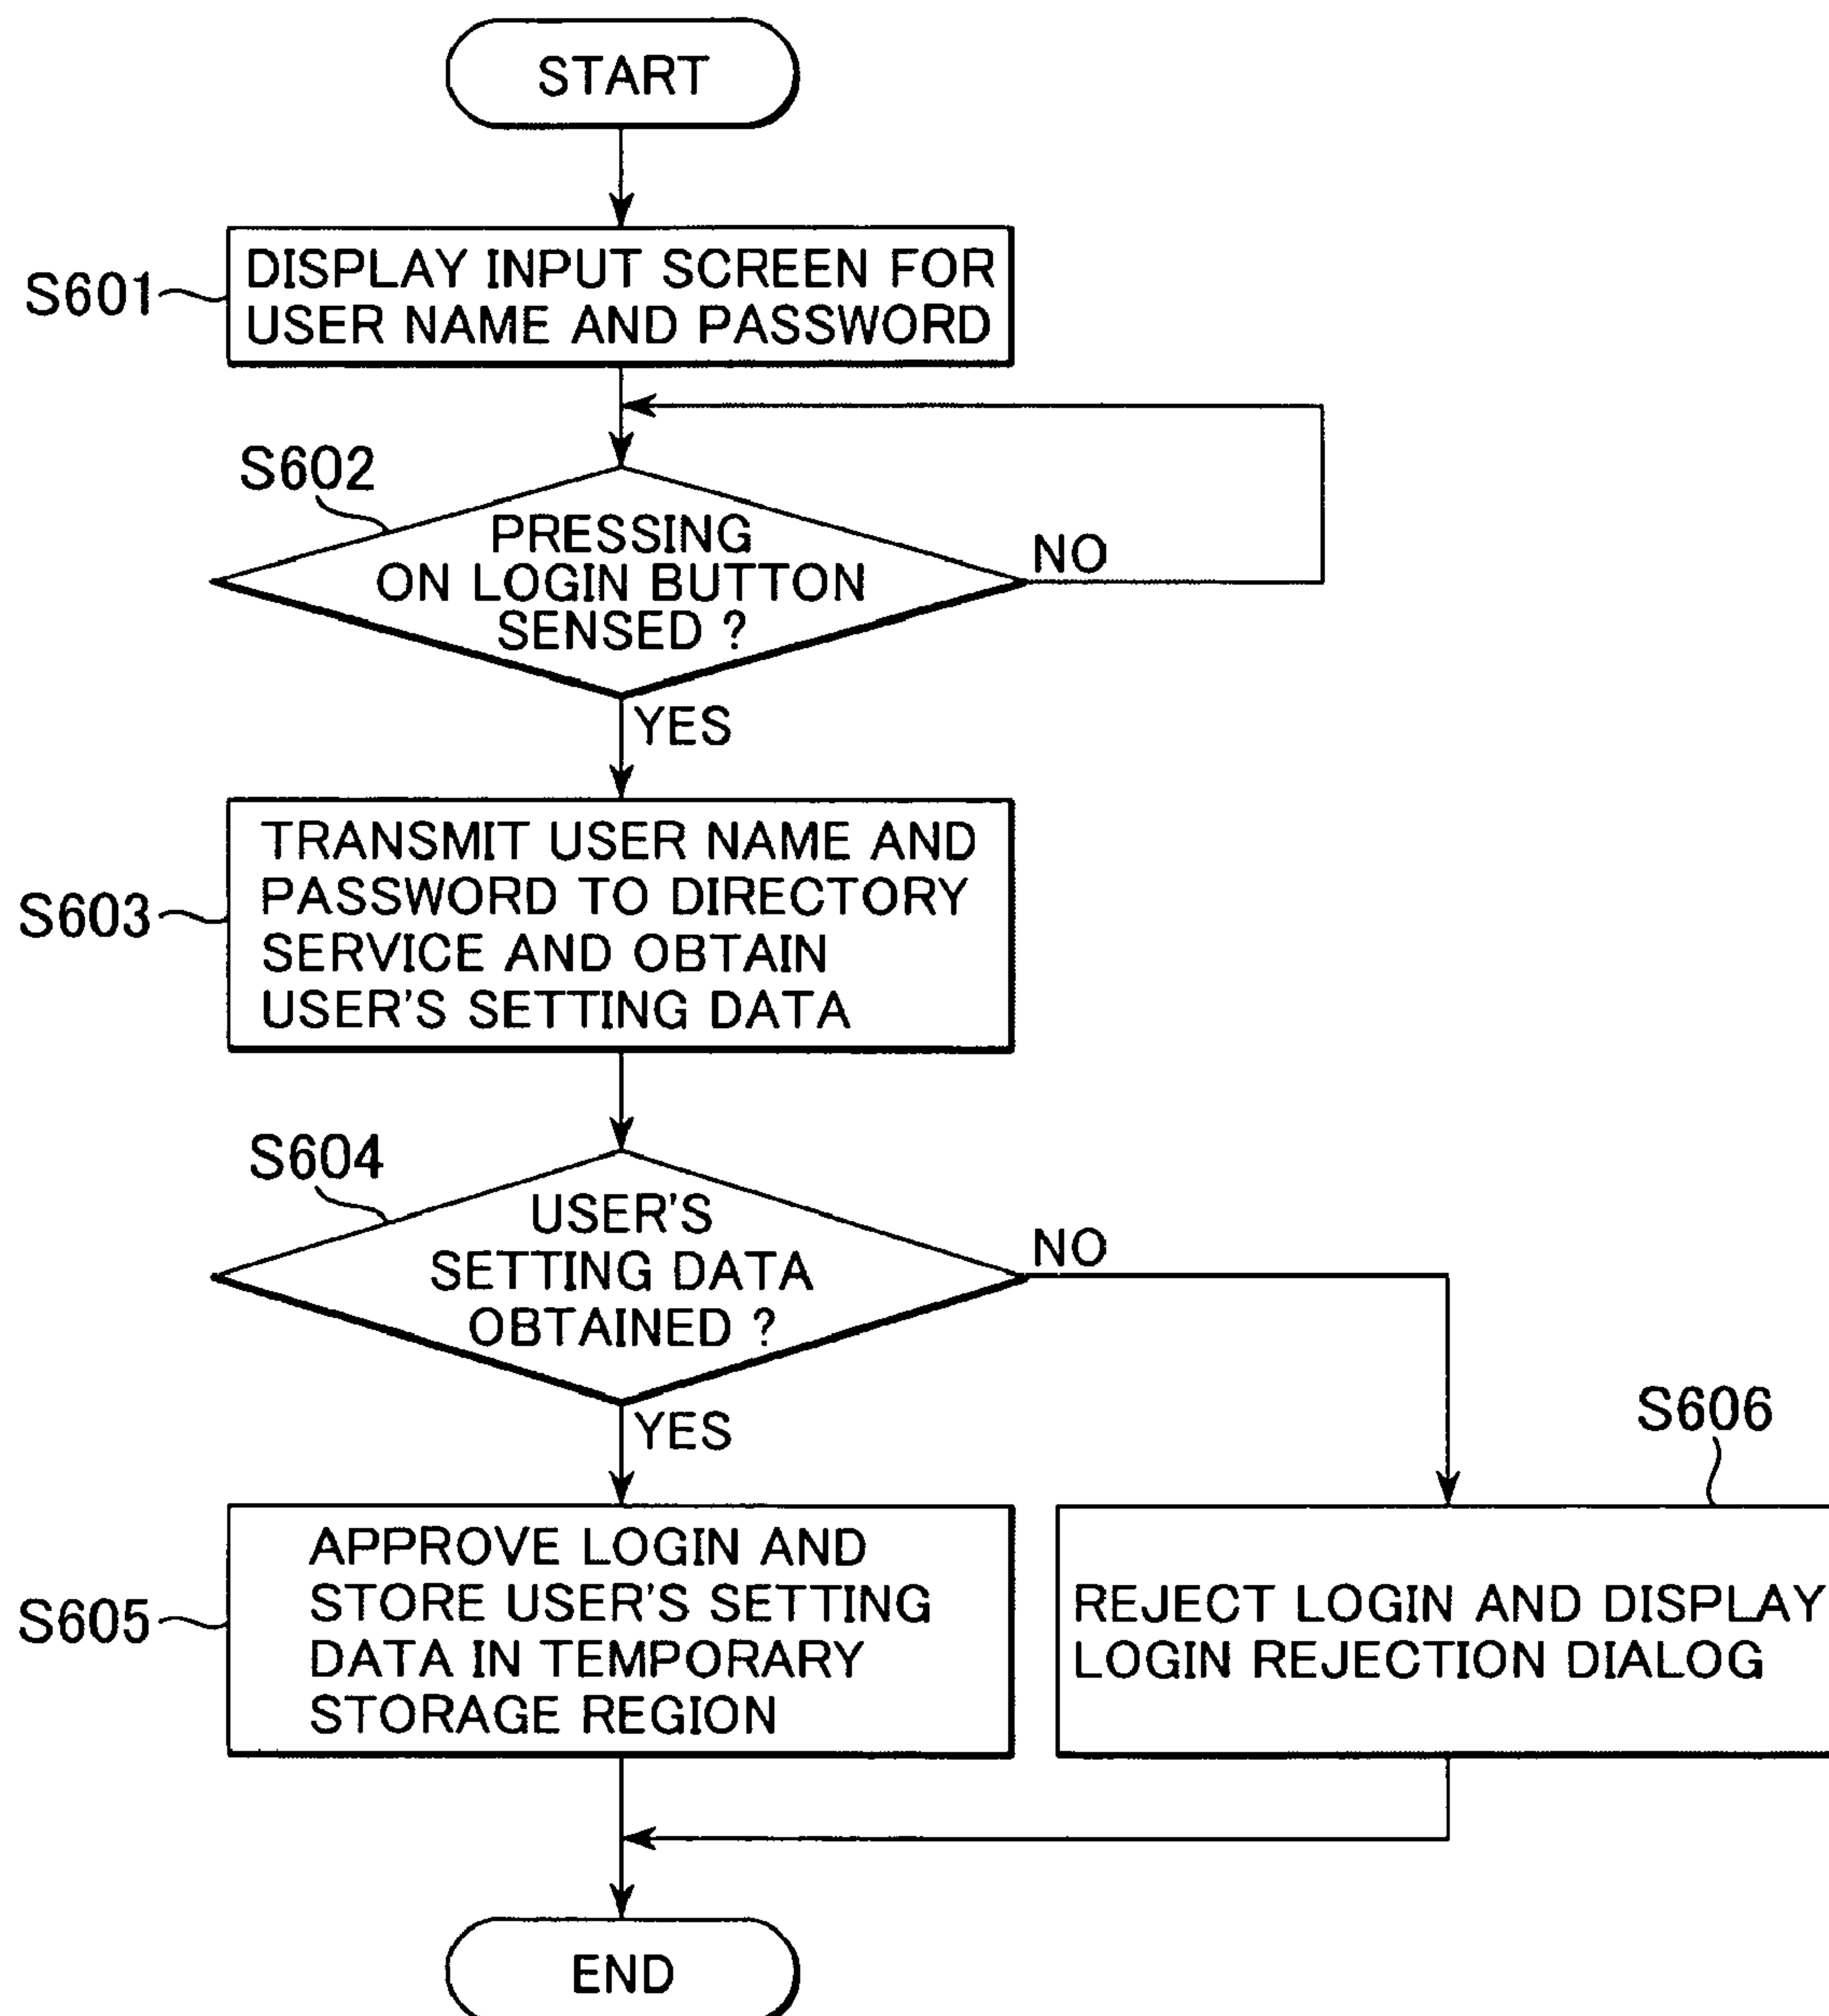 START
S601
DISPLAY INPUT SCREEN FOR
USER NAME AND PASSWORD
S602
PRESSING
ON LOGIN BUTTON
SENSED ?
NO
YES
S603
TRANSMIT USER NAME AND
PASSWORD TO DIRECTORY
SERVICE AND OBTAIN
USER'S SETTING DATA
S604
USER'S
SETTING DATA
OBTAINED ?
NO
YES
S605
APPROVE LOGIN AND
STORE USER'S SETTING
DATA IN TEMPORARY
STORAGE REGION
S606
REJECT LOGIN AND DISPLAY
LOGIN REJECTION DIALOG
END